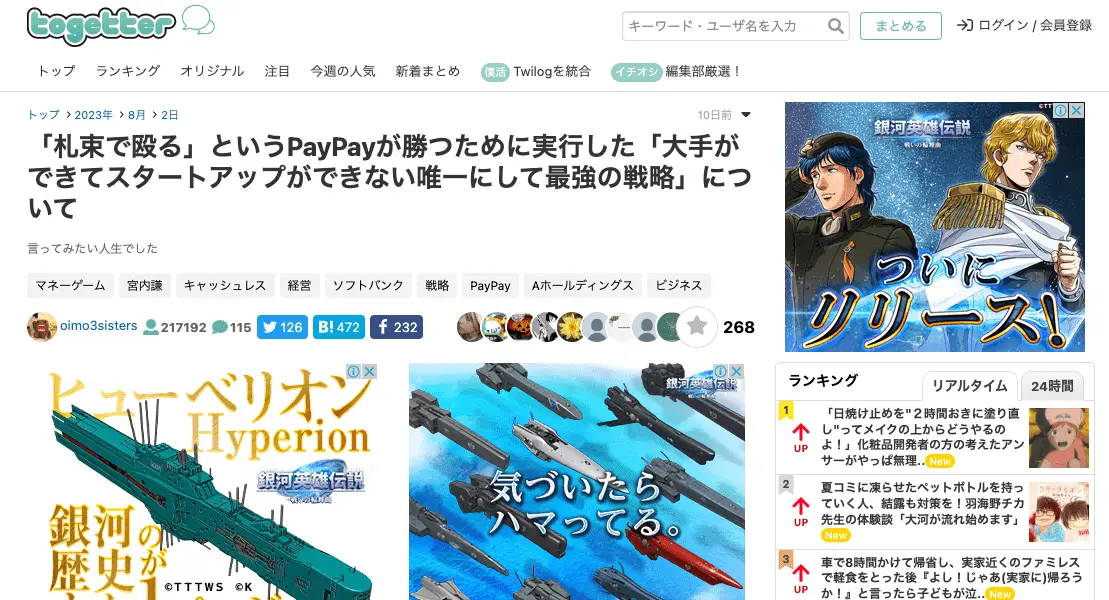 togetter
キーワード・ユーザ名を入力
まとめる
ログイン / 会員登録
トップ ランキング オリジナル 注目 今週の人気 新着まとめ 復活 Twilogを統合 イチオシ 編集部厳選！
トップ 2023年 8月 2日
10日前
「札束で殴る」というPayPayが勝つために実行した「大手が
できてスタートアップができない唯一にして最強の戦略」につ
いて
言ってみたい人生でした
マネーゲーム 宮内謙 キャッシュレス 経営 ソフトバンク 戦略 PayPay Aホールディングス ビジネス
oimo3sisters 217192 115 126 B! 472 232
268
ヒューベリオン
Hyperion
銀河英雄伝説
戦いの輪舞曲
銀河の
歴史が
1
©TTTWS ©K
銀河英雄伝説
気づいたら
ハマってる。
銀河英雄伝説
戦いの輪舞曲
ついに
リリース!
ランキング
リアルタイム 24時間
1
UP
「日焼け止めを"２時間おきに塗り直
し"ってメイクの上からどうやるのよ！」化粧品開発者の方の考えたアン
サーがやっぱ無理.. New
2
UP
夏コミに凍らせたペットボトルを持っ
ていく人、結露も対策を！羽海野チカ
先生の体験談「大河が流れ始めます」
New
3
UP
車で8時間かけて帰省し、実家近くのファミレス
で軽食をとった後『よし！じゃあ(実家に)帰ろう
か！』と言ったら子どもが泣.. New